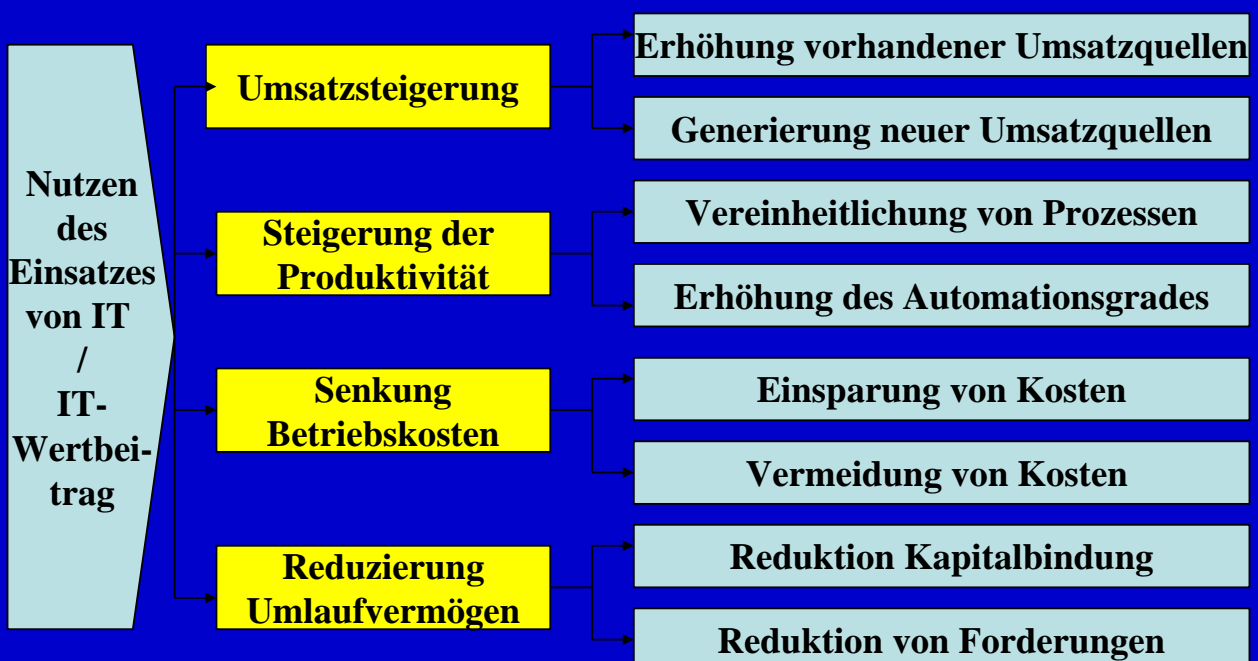 Nutzen
des
Einsatzes
von IT
/
IT-
Wertbei-
trag
Umsatzsteigerung
Erhöhung vorhandener Umsatzquellen
Generierung neuer Umsatzquellen
Steigerung der
Produktivität
Vereinheitlichung von Prozessen
Erhöhung des Automationsgrades
Senkung
Betriebskosten
Einsparung von Kosten
Vermeidung von Kosten
Reduzierung
Umlaufvermögen
Reduktion Kapitalbindung
Reduktion von Forderungen